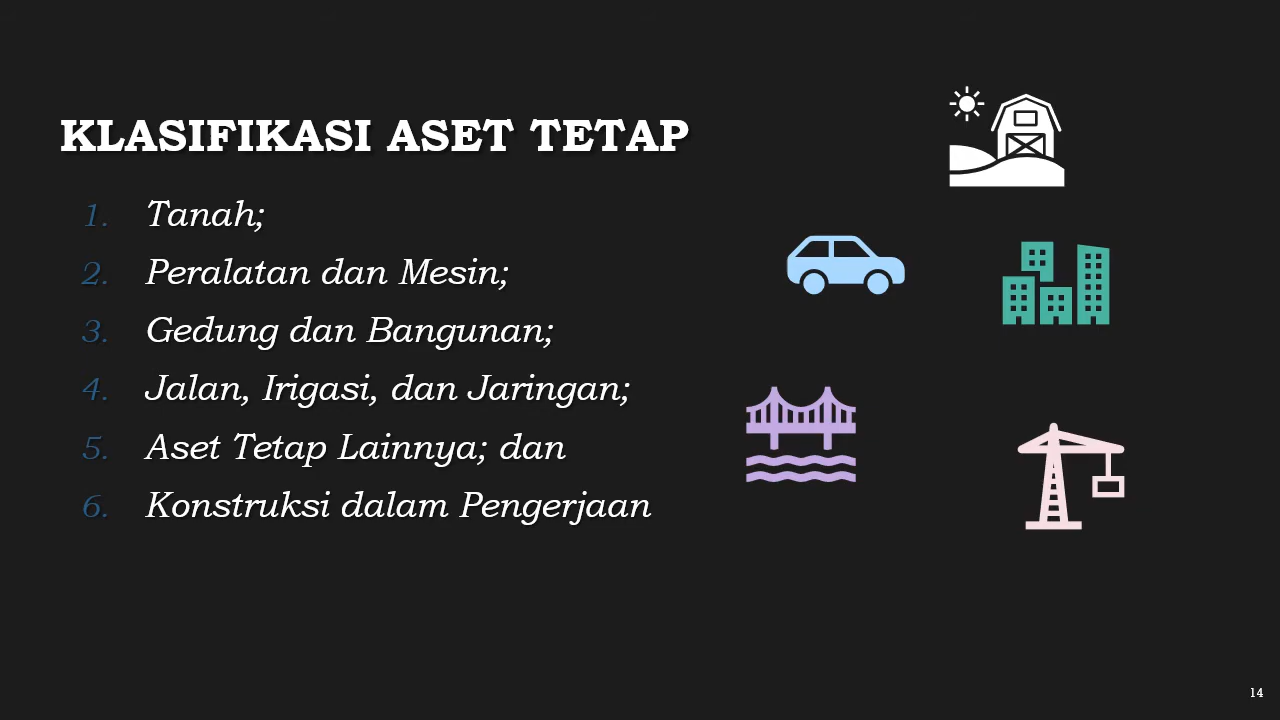 KLASIFIKASI ASET TETAP
1. Tanah;
2. Peralatan dan Mesin;
3. Gedung dan Bangunan;
4. Jalan, Irigasi, dan Jaringan;
5. Aset Tetap Lainnya; dan
6. Konstruksi dalam Pengerjaan
14